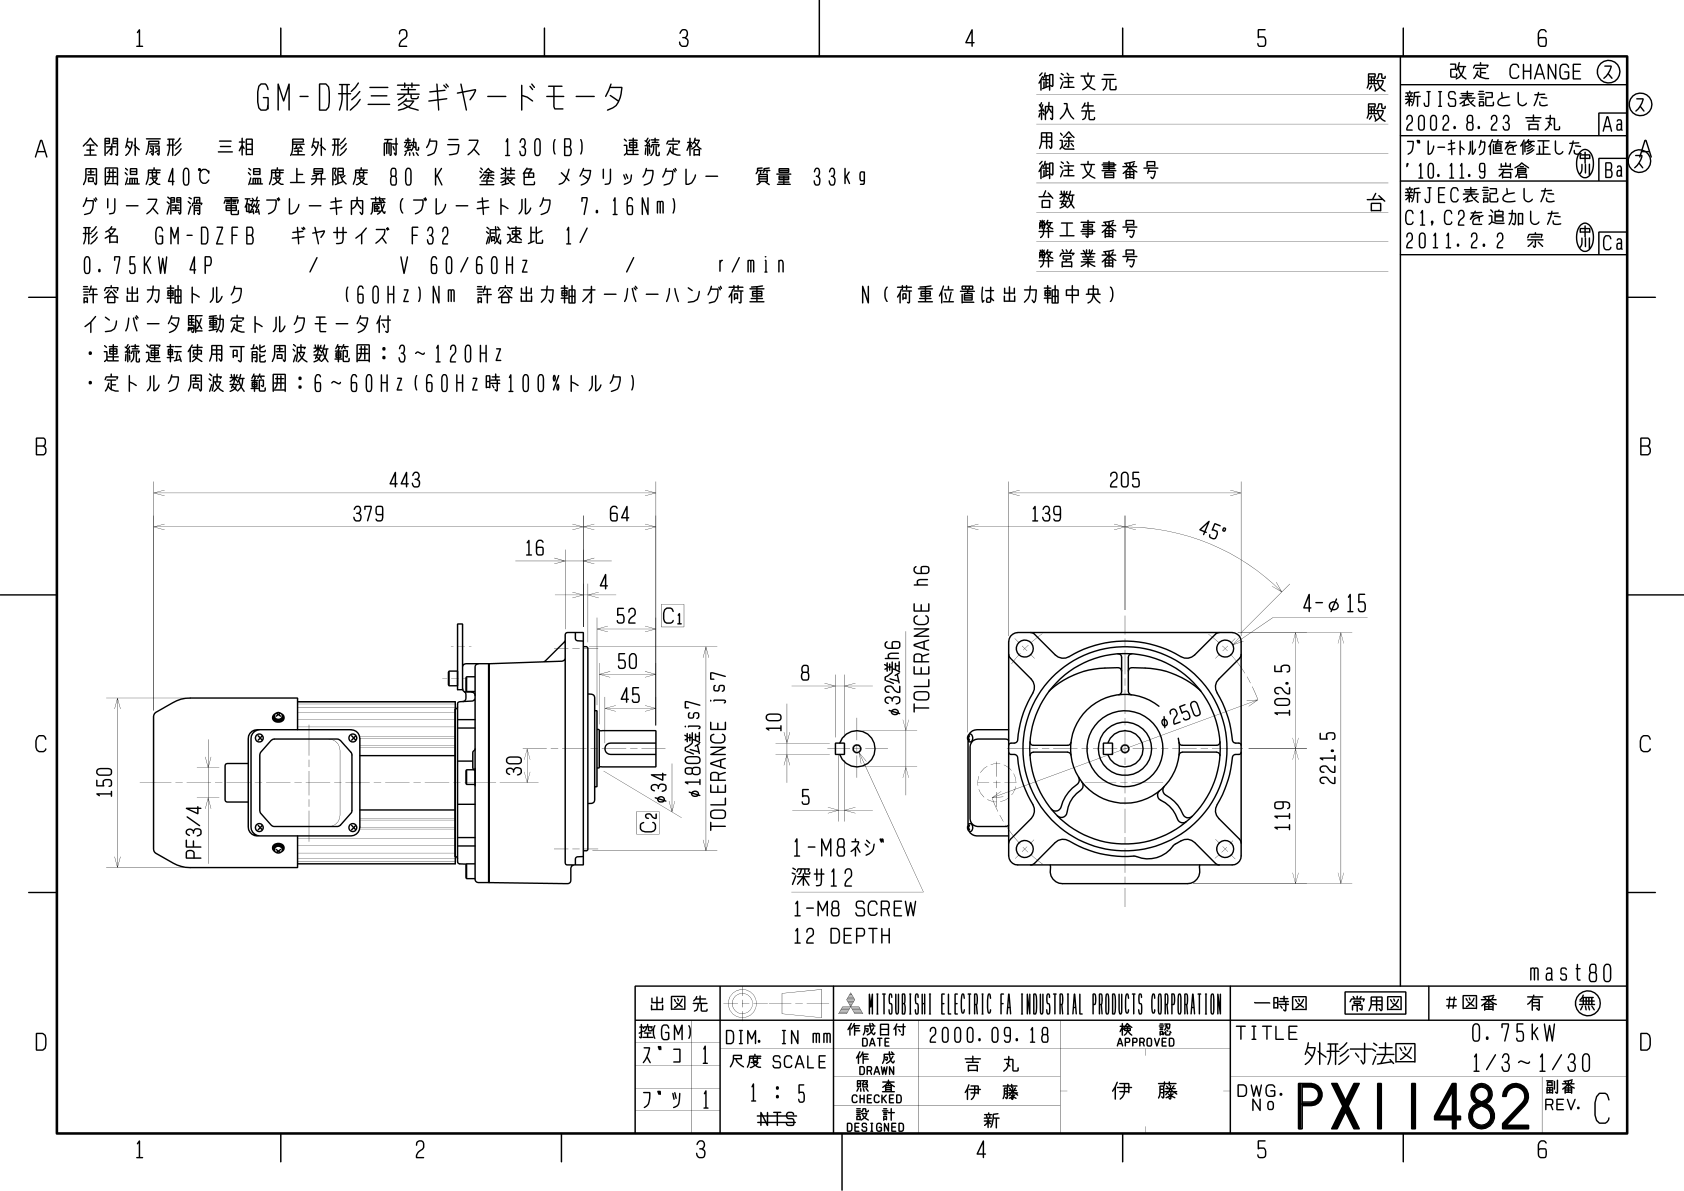 1 2 3 4 5 6
GM-D形三菱ギヤードモータ
全閉外扇形 三相 屋外形 耐熱クラス 130(B) 連続定格
周囲温度40℃ 温度上昇限度 80 K 塗装色 メタリックグレー 質量 33kg
グリース潤滑 電磁ブレーキ内蔵(ブレーキトルク 7.16Nm)
形名 GM-DZFB ギヤサイズ F32 減速比 1/
0.75KW 4P / V 60/60Hz / r/min
許容出力軸トルク (60Hz)Nm 許容出力軸オーバーハング荷重 N(荷重位置は出力軸中央)
インバータ駆動定トルクモータ付
・連続運転使用可能周波数範囲:3~120Hz
・定トルク周波数範囲:6~60Hz(60Hz時100%トルク)
御注文元 殿
納入先 殿
用途
御注文書番号
台数 台
弊工事番号
弊営業番号
改定 CHANGE ス
新JIS表記とした
2002.8.23 吉丸 Aa
ス
ブレーキトルク値を修正した
'10.11.9 岩倉 Ba
ス
新JEC表記とした
C1,C2を追加した
2011.2.2 宗 Ca
A
B
C
D
A
B
C
D
443
379
64
16
4
52
C1
50
45
150
PF3/4
30
φ34
C2
φ180公差js7
TOLERANCE js7
8
10
5
φ32公差h6
TOLERANCE h6
1-M8ネジ
深サ12
1-M8 SCREW
12 DEPTH
205
139
45°
4-φ15
φ250
102.5
119
221.5
mast80
出図先
控(GM)
スﾞコ 1
フﾞツ 1
DIM. IN mm
尺度 SCALE
1 : 5
NTS
MITSUBISHI ELECTRIC FA INDUSTRIAL PRODUCTS CORPORATION
作成日付 DATE 2000.09.18
作成 DRAWN 吉丸
照査 CHECKED 伊藤
設計 DESIGNED 新
検認 APPROVED
伊藤
一時図 常用図 #図番 有 無
TITLE
外形寸法図
0.75kW
1/3~1/30
DWG. No PX11482
副番 REV. C
1 2 3 4 5 6